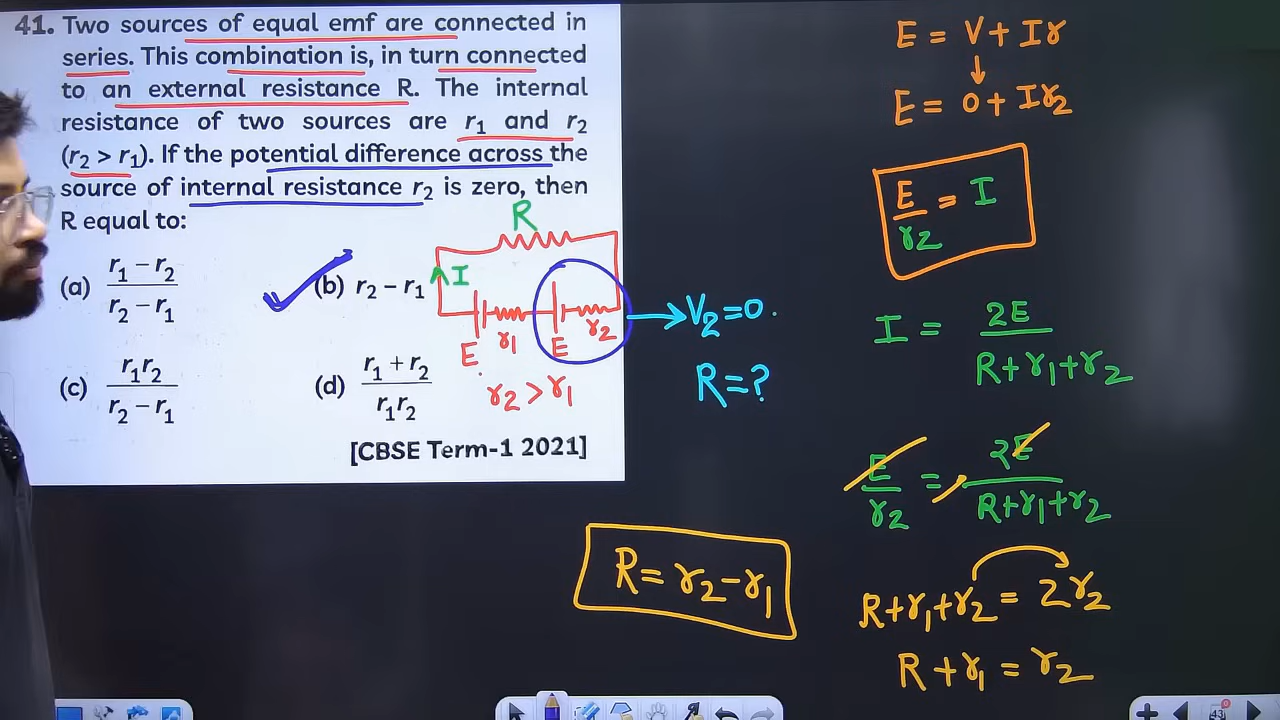 41. Two sources of equal emf are connected in
series. This combination is, in turn connected
to an external resistance R. The internal
resistance of two sources are r₁ and r₂
(r₂ > r₁). If the potential difference across the
source of internal resistance r₂ is zero, then
R equal to:
(a) (r₁ – r₂)/(r₂ – r₁)
(b) r₂ – r₁
(c) r₁r₂/(r₂ – r₁)
(d) (r₁ + r₂)/(r₁r₂)
[CBSE Term-1 2021]
R
I
E r₁ E r₂
r₂ > r₁
V₂ = 0.
R = ?
E = V + Ir
↓
E = 0 + Ir₂
E/r₂ = I
I = 2E/(R+r₁+r₂)
E/r₂ = 2E/(R+r₁+r₂)
R+r₁+r₂ = 2r₂
R + r₁ = r₂
R = r₂ - r₁
43